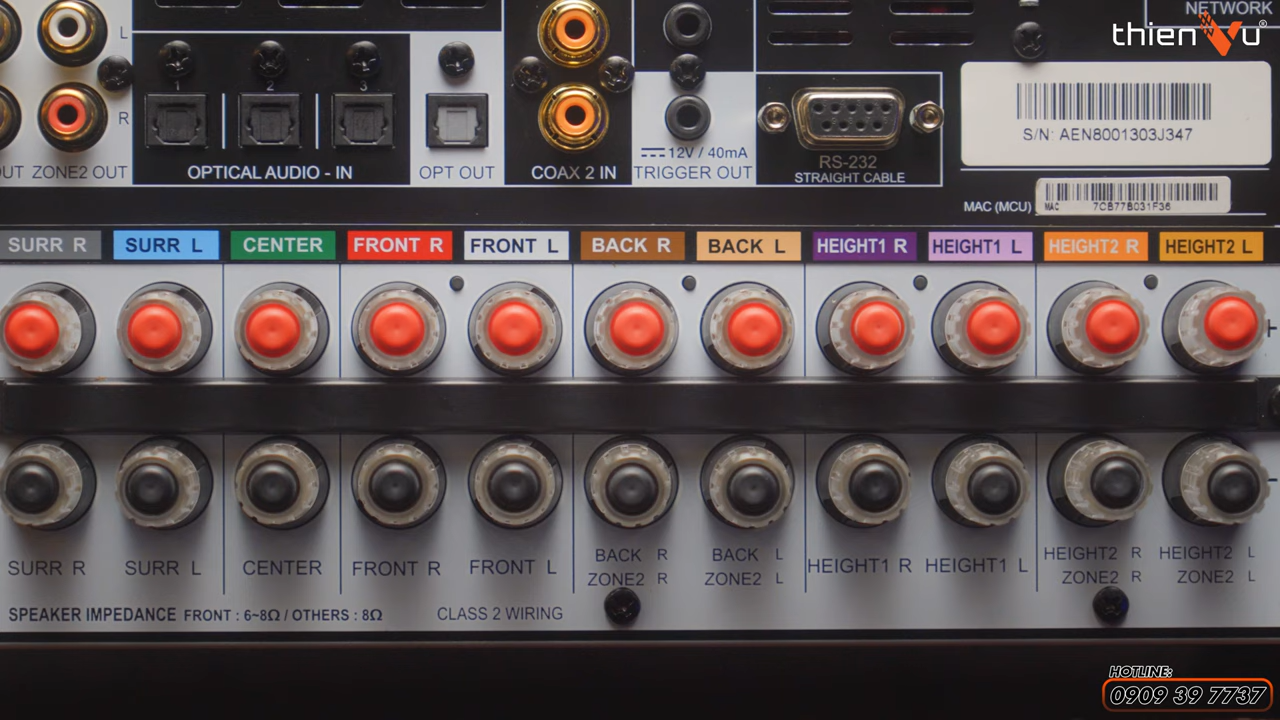 NETWORK
thienVu®
L
1 2 3
R
S/N: AEN8001303J347
12V / 40mA
RS-232
OUT ZONE2 OUT OPTICAL AUDIO - IN OPT OUT COAX 2 IN TRIGGER OUT STRAIGHT CABLE
MAC (MCU) MAC 7CB77B031F36
SURR R SURR L CENTER FRONT R FRONT L BACK R BACK L HEIGHT1 R HEIGHT1 L HEIGHT2 R HEIGHT2 L
+
-
BACK R BACK L HEIGHT2 R HEIGHT2 L
SURR R SURR L CENTER FRONT R FRONT L HEIGHT1 R HEIGHT1 L
ZONE2 R ZONE2 L ZONE2 R ZONE2 L
SPEAKER IMPEDANCE FRONT : 6~8Ω / OTHERS : 8Ω CLASS 2 WIRING
HOTLINE:
0909 39 7737